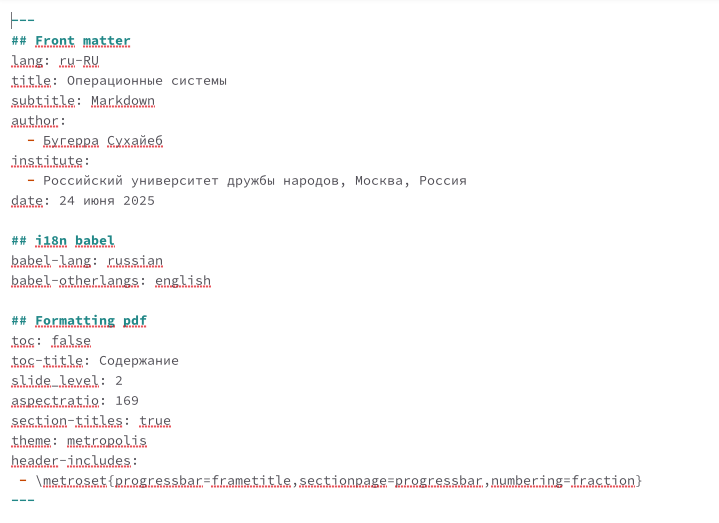 ---
## Front matter
lang: ru-RU
title: Операционные системы
subtitle: Markdown
author:
  - Бугерра Сухайеб
institute:
  - Российский университет дружбы народов, Москва, Россия
date: 24 июня 2025

## i18n babel
babel-lang: russian
babel-otherlangs: english

## Formatting pdf
toc: false
toc-title: Содержание
slide_level: 2
aspectratio: 169
section-titles: true
theme: metropolis
header-includes:
 - \metroset{progressbar=frametitle,sectionpage=progressbar,numbering=fraction}
---